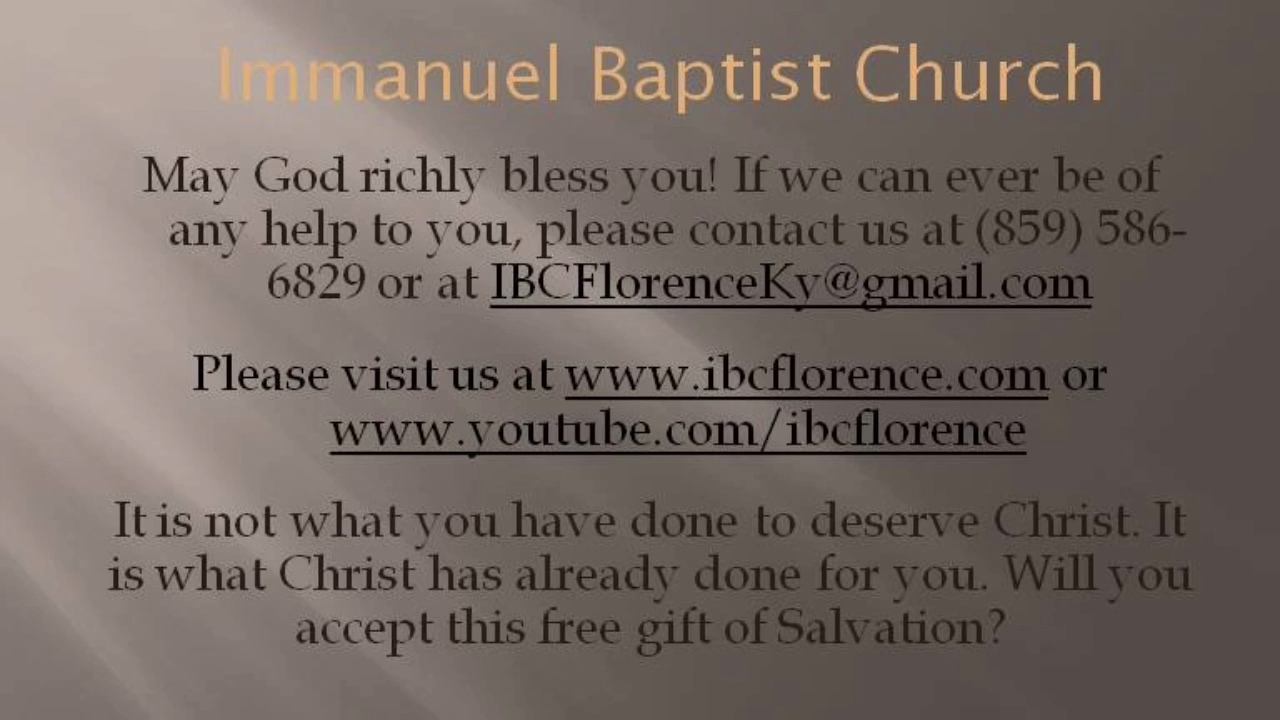 Immanuel Baptist Church
May God richly bless you! If we can ever be of
any help to you, please contact us at (859) 586-
6829 or at IBCFlorenceKy@gmail.com
Please visit us at www.ibcflorence.com or
www.youtube.com/ibcflorence
It is not what you have done to deserve Christ. It
is what Christ has already done for you. Will you
accept this free gift of Salvation?